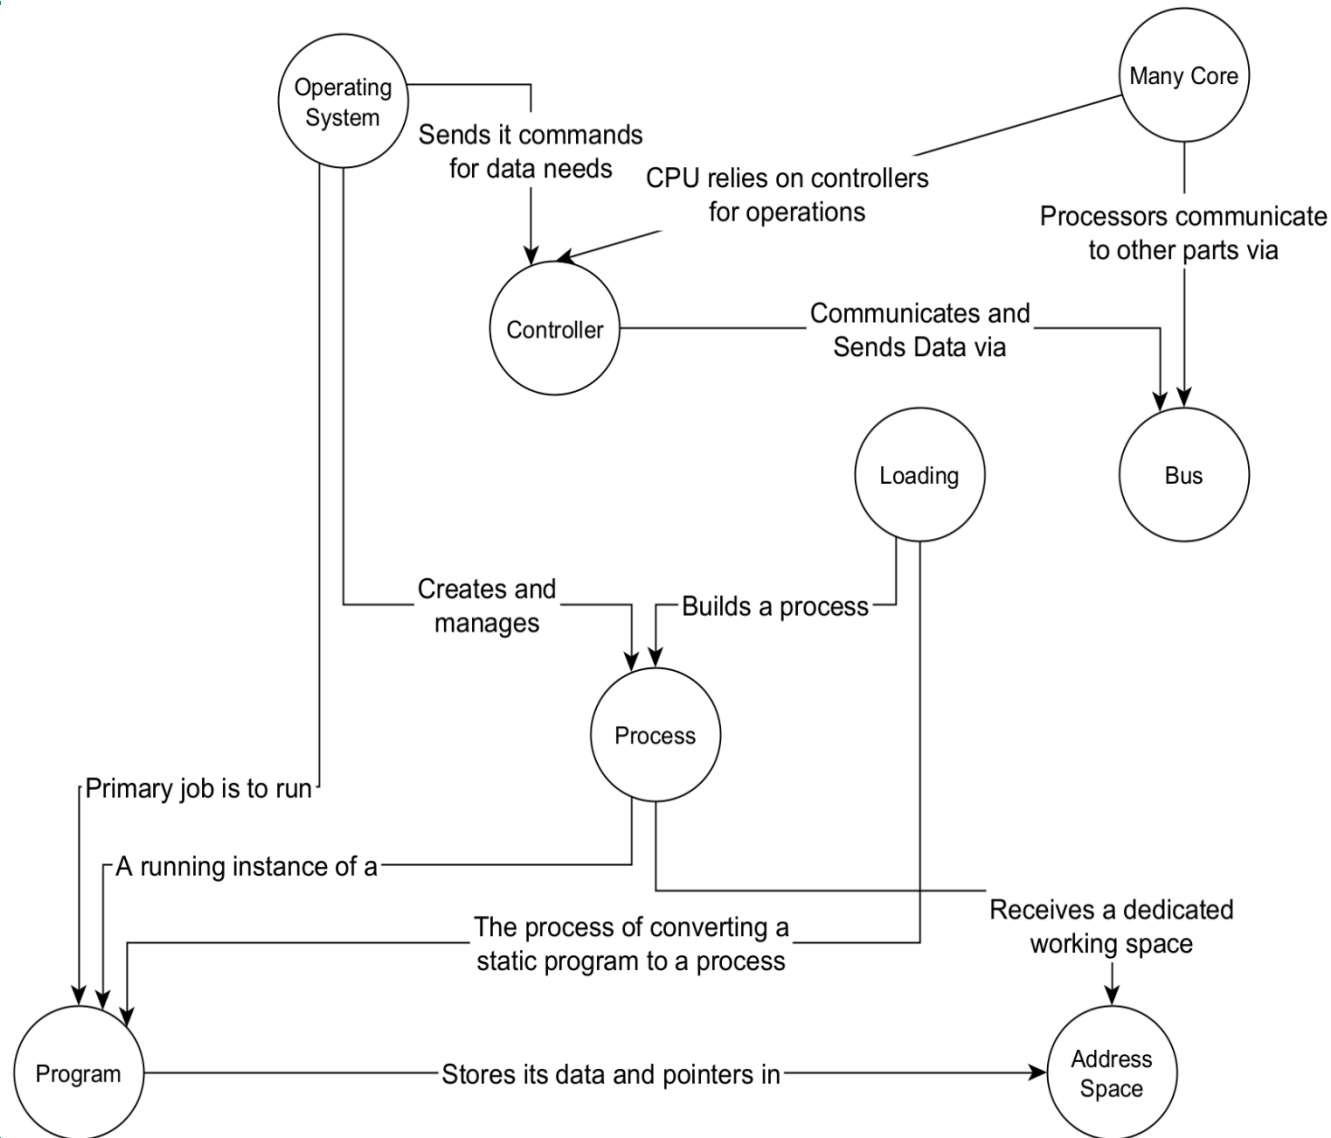 Operating
System
Many Core
Sends it commands
for data needs
CPU relies on controllers
for operations
Processors communicate
to other parts via
Controller
Communicates and
Sends Data via
Loading
Bus
Creates and
manages
Builds a process
Process
Primary job is to run
A running instance of a
Receives a dedicated
working space
The process of converting a
static program to a process
Program
Stores its data and pointers in
Address
Space